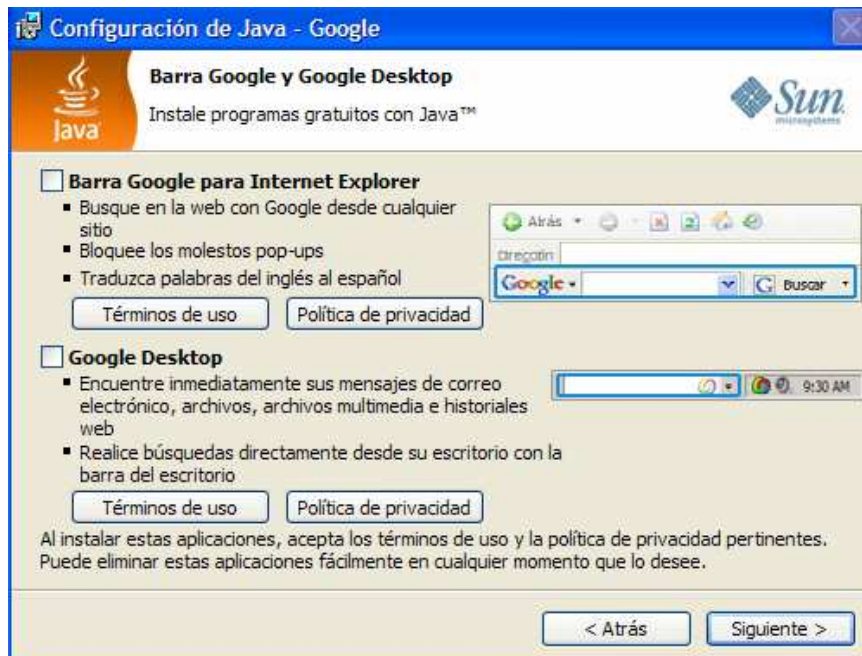 Configuración de Java - Google
Barra Google y Google Desktop
Instale programas gratuitos con Java™
Java
Sun
microsystems
Barra Google para Internet Explorer
Busque en la web con Google desde cualquier
sitio
Bloquee los molestos pop-ups
Traduzca palabras del inglés al español
Atrás
Google
G Buscar
Términos de uso
Política de privacidad
Google Desktop
Encuentre inmediatamente sus mensajes de correo
electrónico, archivos, archivos multimedia e historiales
web
9:30 AM
Realice búsquedas directamente desde su escritorio con la
barra del escritorio
Términos de uso
Política de privacidad
Al instalar estas aplicaciones, acepta los términos de uso y la política de privacidad pertinentes.
Puede eliminar estas aplicaciones fácilmente en cualquier momento que lo desee.
< Atrás
Siguiente >